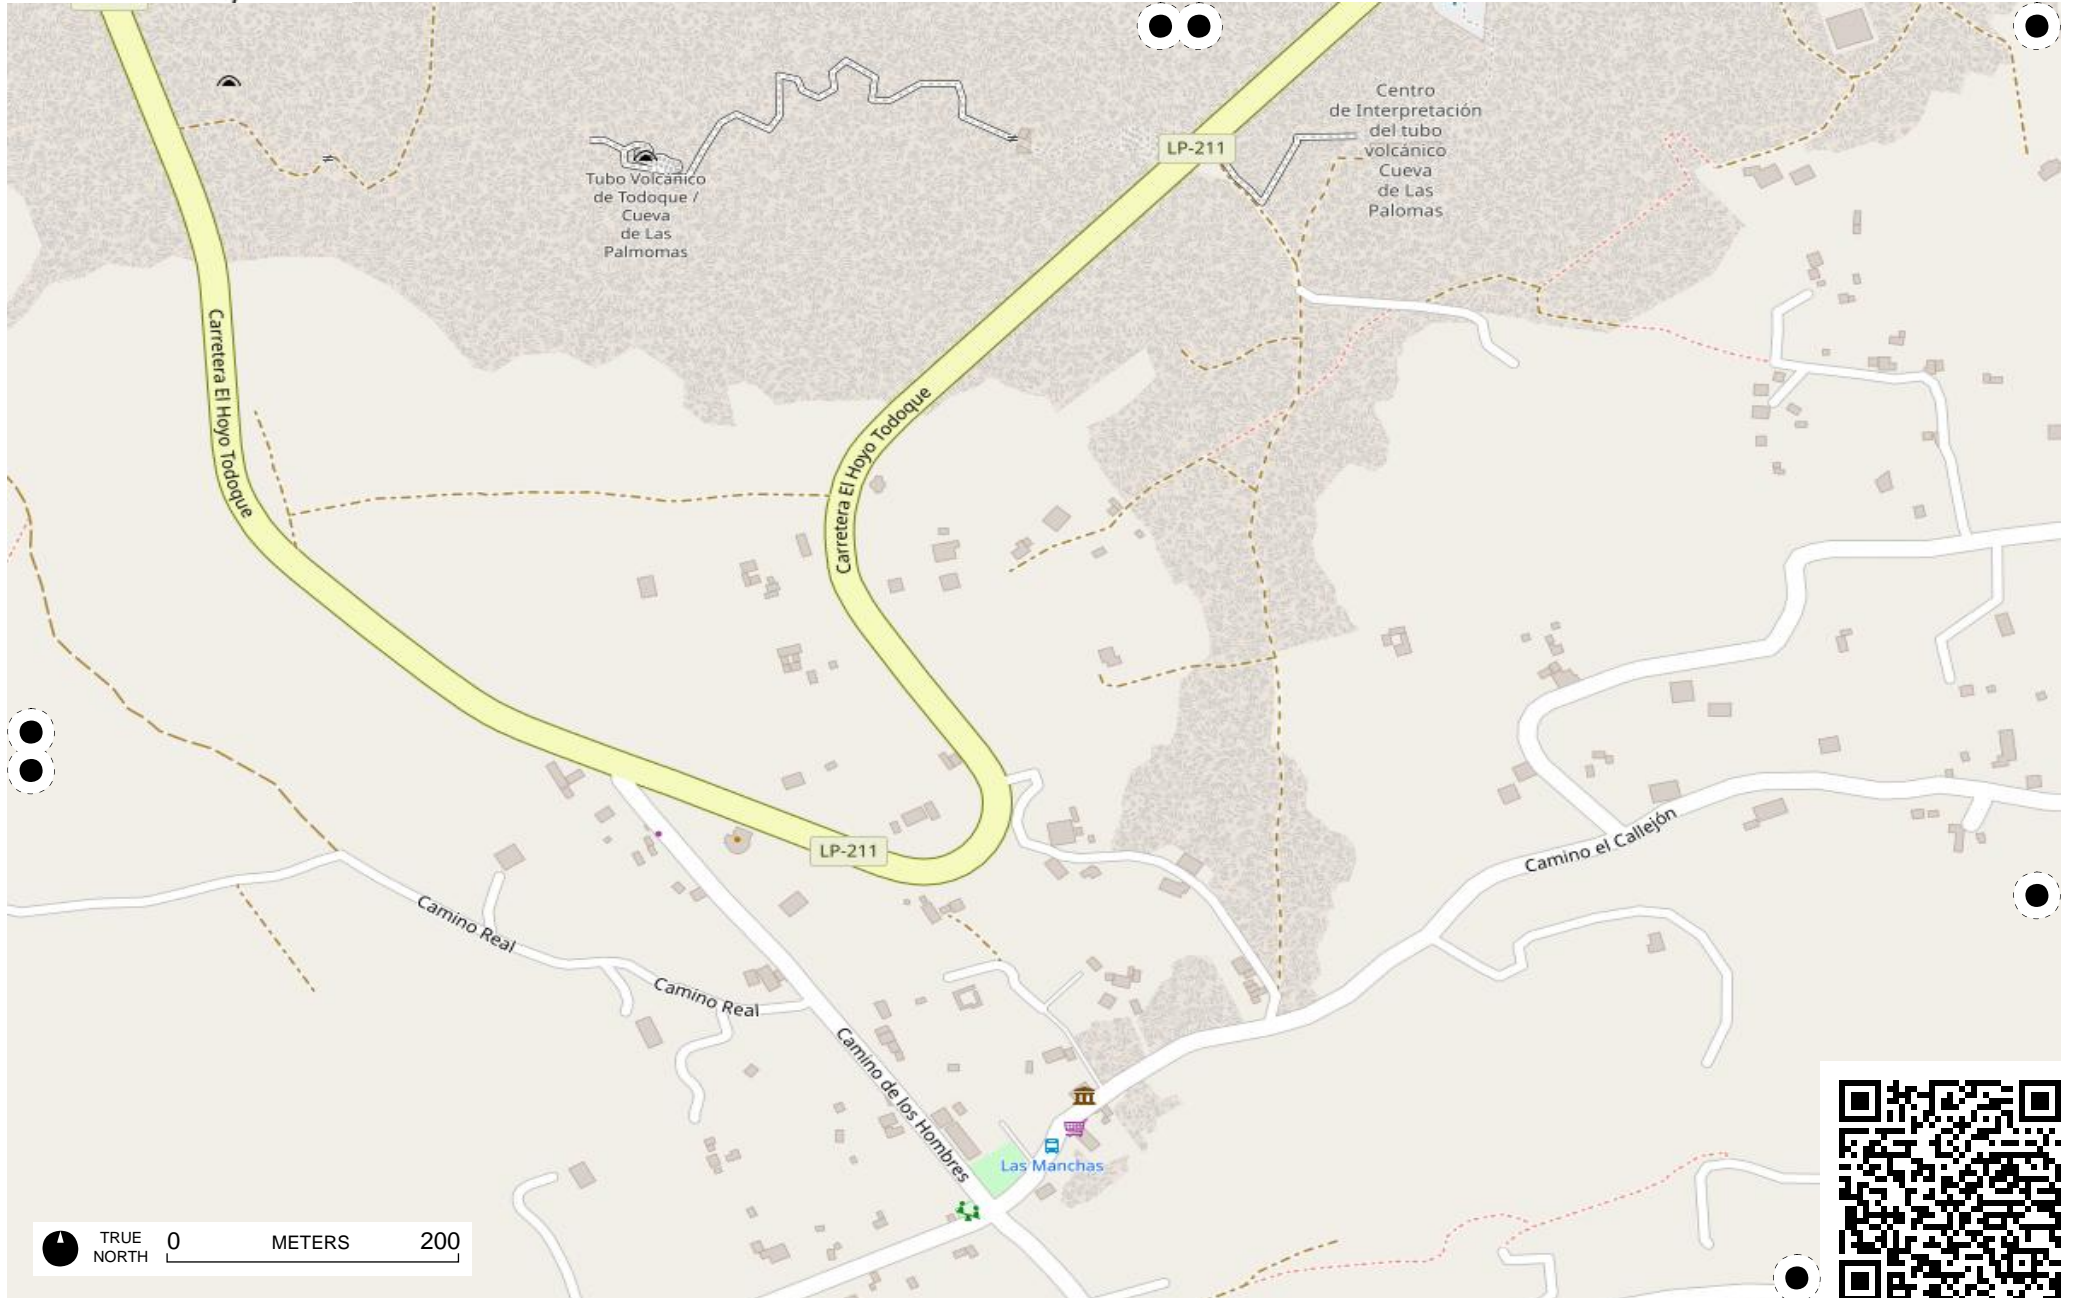 LP-211
Centro
de Interpretación
del tubo
volcánico
Cueva
de Las
Palomas
Tubo Volcánico
de Todoque /
Cueva
de Las
Palmomas
Carretera El Hoyo Todoque
Carretera El Hoyo Todoque
LP-211
Camino el Callejón
Camino Real
Camino Real
Camino de los Hombres
Las Manchas
TRUE
NORTH
0 METERS 200